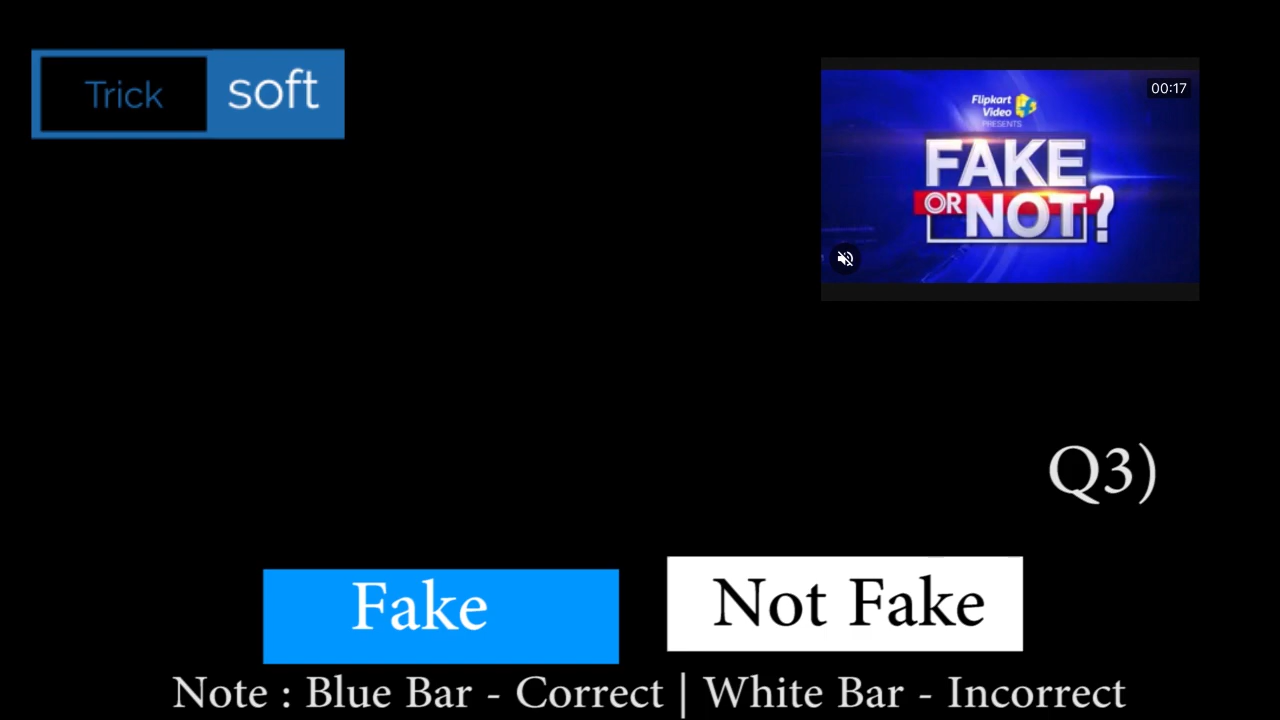 Trick soft
00:17
Flipkart
Video
PRESENTS
FAKE
OR NOT?
Q3)
Fake
Not Fake
Note : Blue Bar - Correct | White Bar - Incorrect